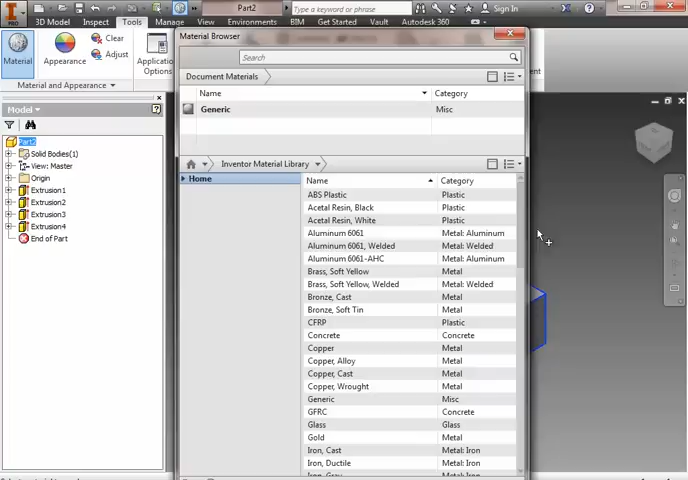 PRO
Part2
Type a keyword or phrase
Sign In
3D Model Inspect Tools Manage View Environments BIM Get Started Vault Autodesk 360
Material
Appearance
Clear
Adjust
Application
Options
Material and Appearance
Material Browser
Search
Document Materials
Name Category
Generic Misc
Inventor Material Library
Home
Name Category
ABS Plastic Plastic
Acetal Resin, Black Plastic
Acetal Resin, White Plastic
Aluminum 6061 Metal: Aluminum
Aluminum 6061, Welded Metal: Welded
Aluminum 6061-AHC Metal: Aluminum
Brass, Soft Yellow Metal
Brass, Soft Yellow, Welded Metal: Welded
Bronze, Cast Metal
Bronze, Soft Tin Metal
CFRP Plastic
Concrete Concrete
Copper Metal
Copper, Alloy Metal
Copper, Cast Metal
Copper, Wrought Metal
Generic Misc
GFRC Concrete
Glass Glass
Gold Metal
Iron, Cast Metal: Iron
Iron, Ductile Metal: Iron
Model
Part2
Solid Bodies(1)
View: Master
Origin
Extrusion1
Extrusion2
Extrusion3
Extrusion4
End of Part